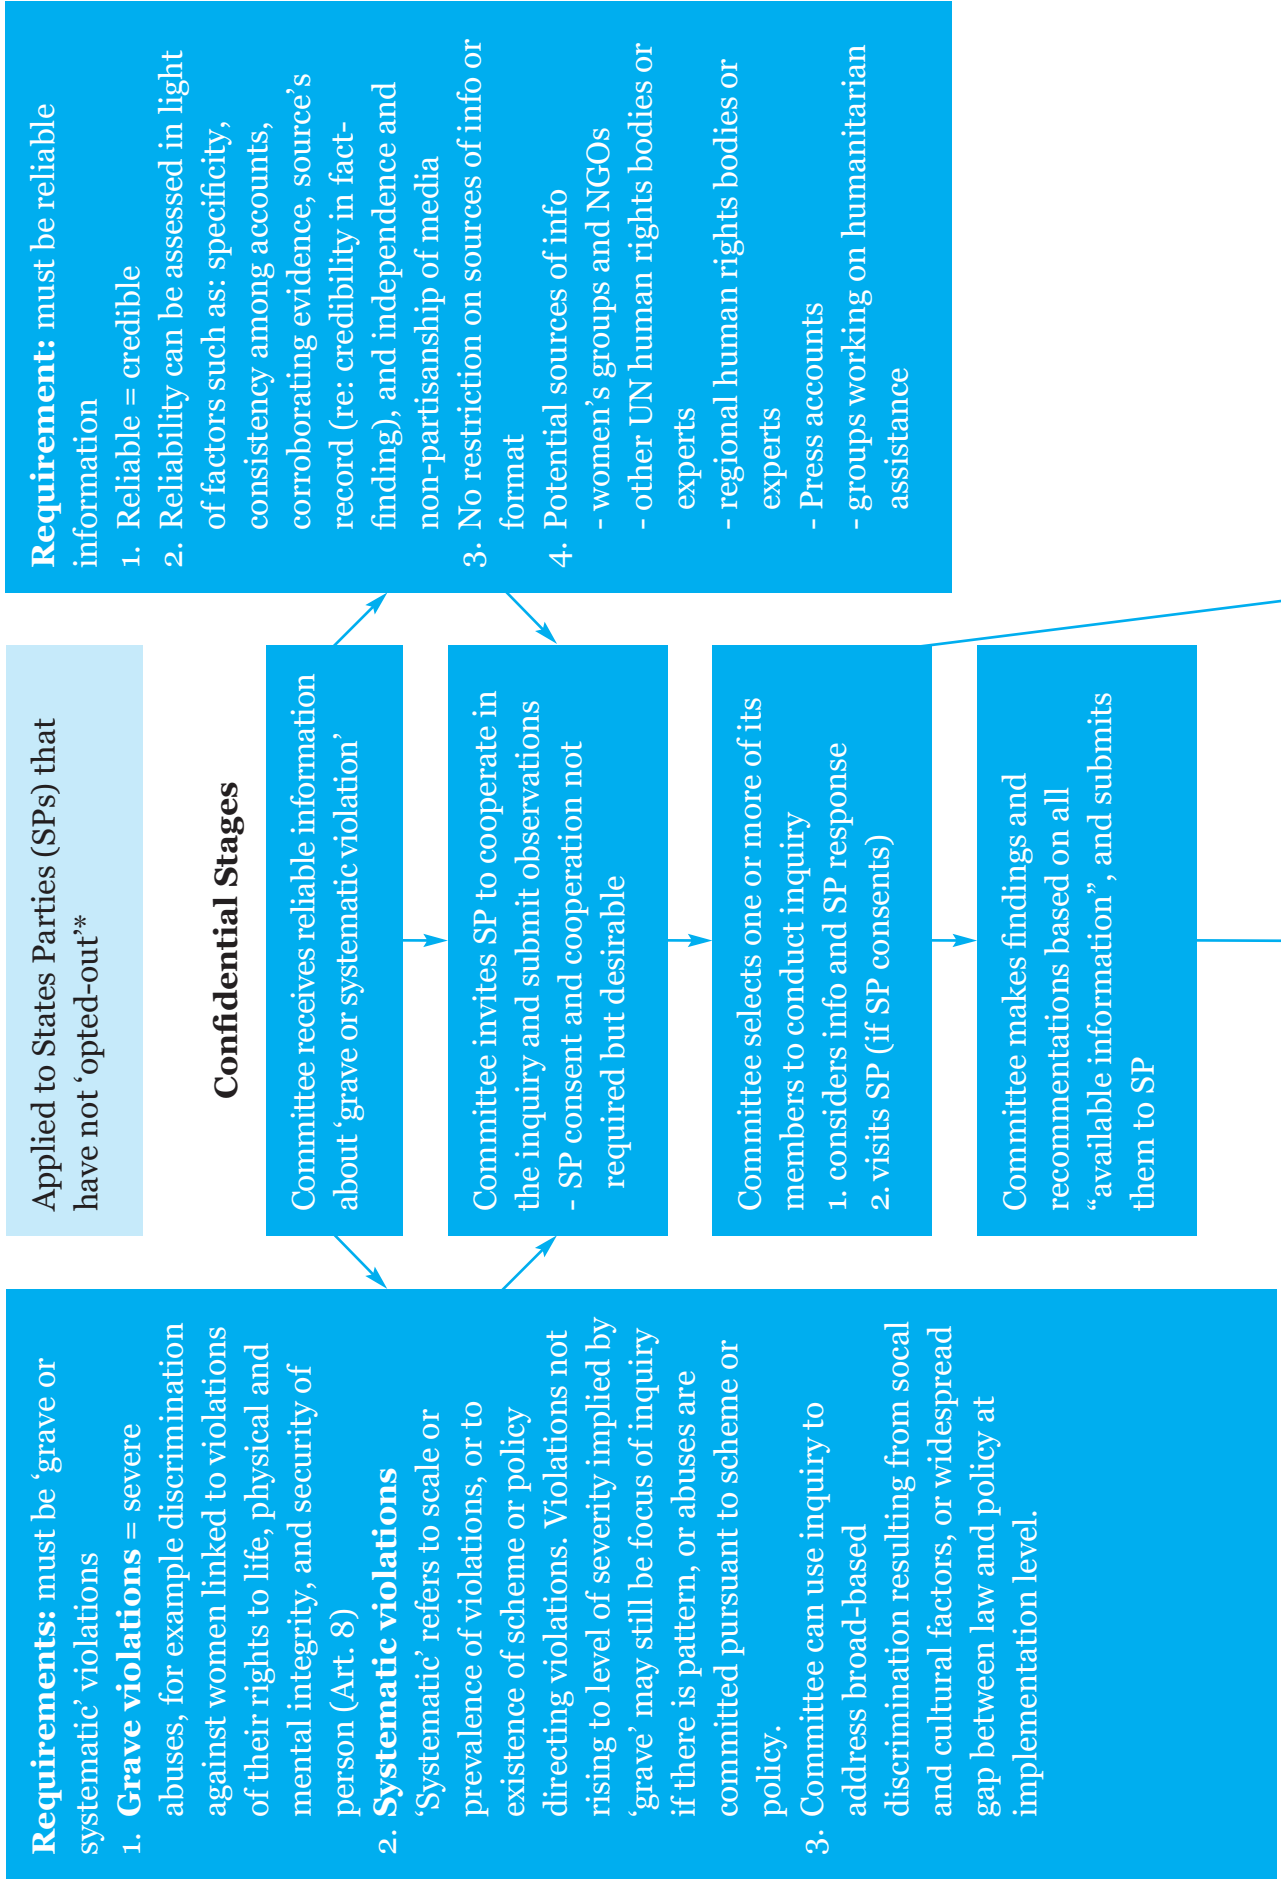 Requirements: must be ‘grave or
systematic’ violations
1. Grave violations = severe
abuses, for example discrimination
against women linked to violations
of their rights to life, physical and
mental integrity, and security of
person (Art. 8)
2. Systematic violations
‘Systematic’ refers to scale or
prevalence of violations, or to
existence of scheme or policy
directing violations. Violations not
rising to level of severity implied by
‘grave’ may still be focus of inquiry
if there is pattern, or abuses are
committed pursuant to scheme or
policy.
3. Committee can use inquiry to
address broad-based
discrimination resulting from socal
and cultural factors, or widespread
gap between law and policy at
implementation level.
Applied to States Parties (SPs) that
have not ‘opted-out’*
Confidential Stages
Committee receives reliable information
about ‘grave or systematic violation’
Committee invites SP to cooperate in
the inquiry and submit observations
- SP consent and cooperation not
required but desirable
Committee selects one or more of its
members to conduct inquiry
1. considers info and SP response
2. visits SP (if SP consents)
Committee makes findings and
recommentations based on all
“available information”, and submits
them to SP
Requirement: must be reliable
information
1. Reliable = credible
2. Reliability can be assessed in light
of factors such as: specificity,
consistency among accounts,
corroborating evidence, source’s
record (re: credibility in fact-
finding), and independence and
non-partisanship of media
3. No restriction on sources of info or
format
4. Potential sources of info
- women’s groups and NGOs
- other UN human rights bodies or
experts
- regional human rights bodies or
experts
- Press accounts
- groups working on humanitarian
assistance